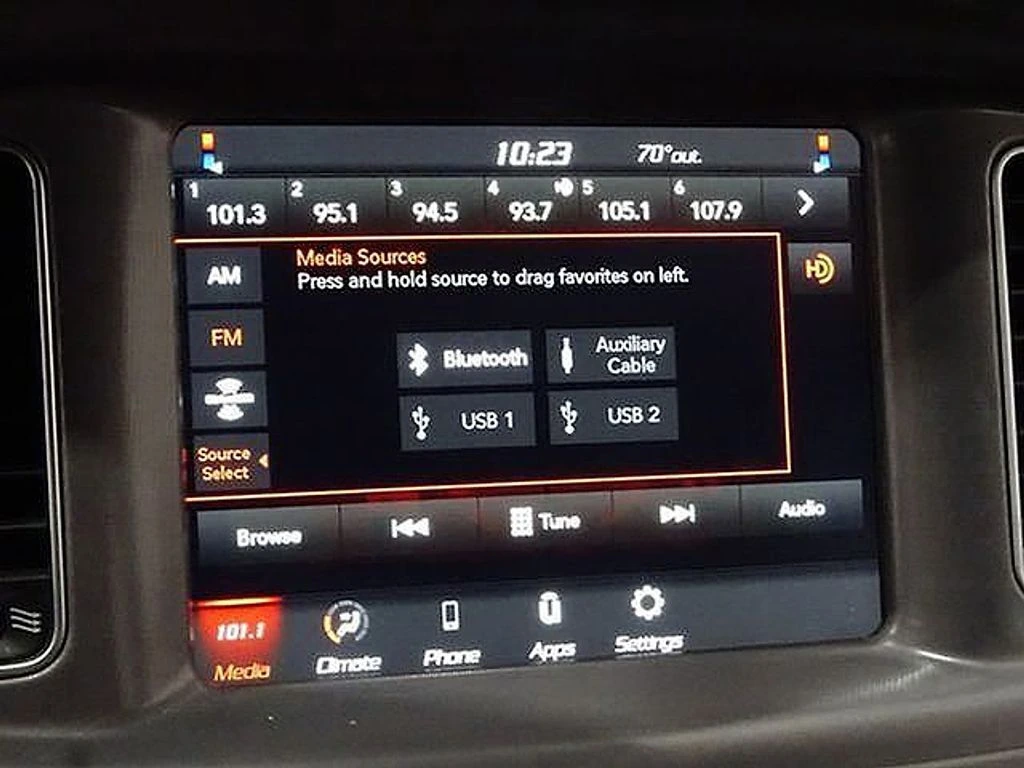 10:23 70°out.
1 2 3 4 5 6
101.3 95.1 94.5 93.7 105.1 107.9
AM
Media Sources
Press and hold source to drag favorites on left.
HD
FM
Bluetooth
Auxiliary
Cable
USB 1 USB 2
Source
Select
Browse Tune Audio
101.1
Media Climate Phone Apps Settings